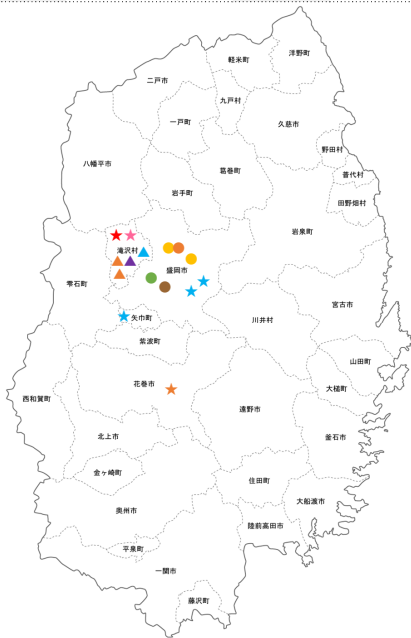 洋野町
軽米町
二戸市
九戸村
一戸町
久慈市
野田村
八幡平市
葛巻町
普代村
岩手町
田野畑村
岩泉町
滝沢村
盛岡市
雫石町
宮古市
矢巾町
川井村
紫波町
山田町
花巻市
大槌町
西和賀町
遠野市
北上市
釜石市
金ヶ崎町
住田町
大船渡市
奥州市
陸前高田市
平泉町
一関市
藤沢町